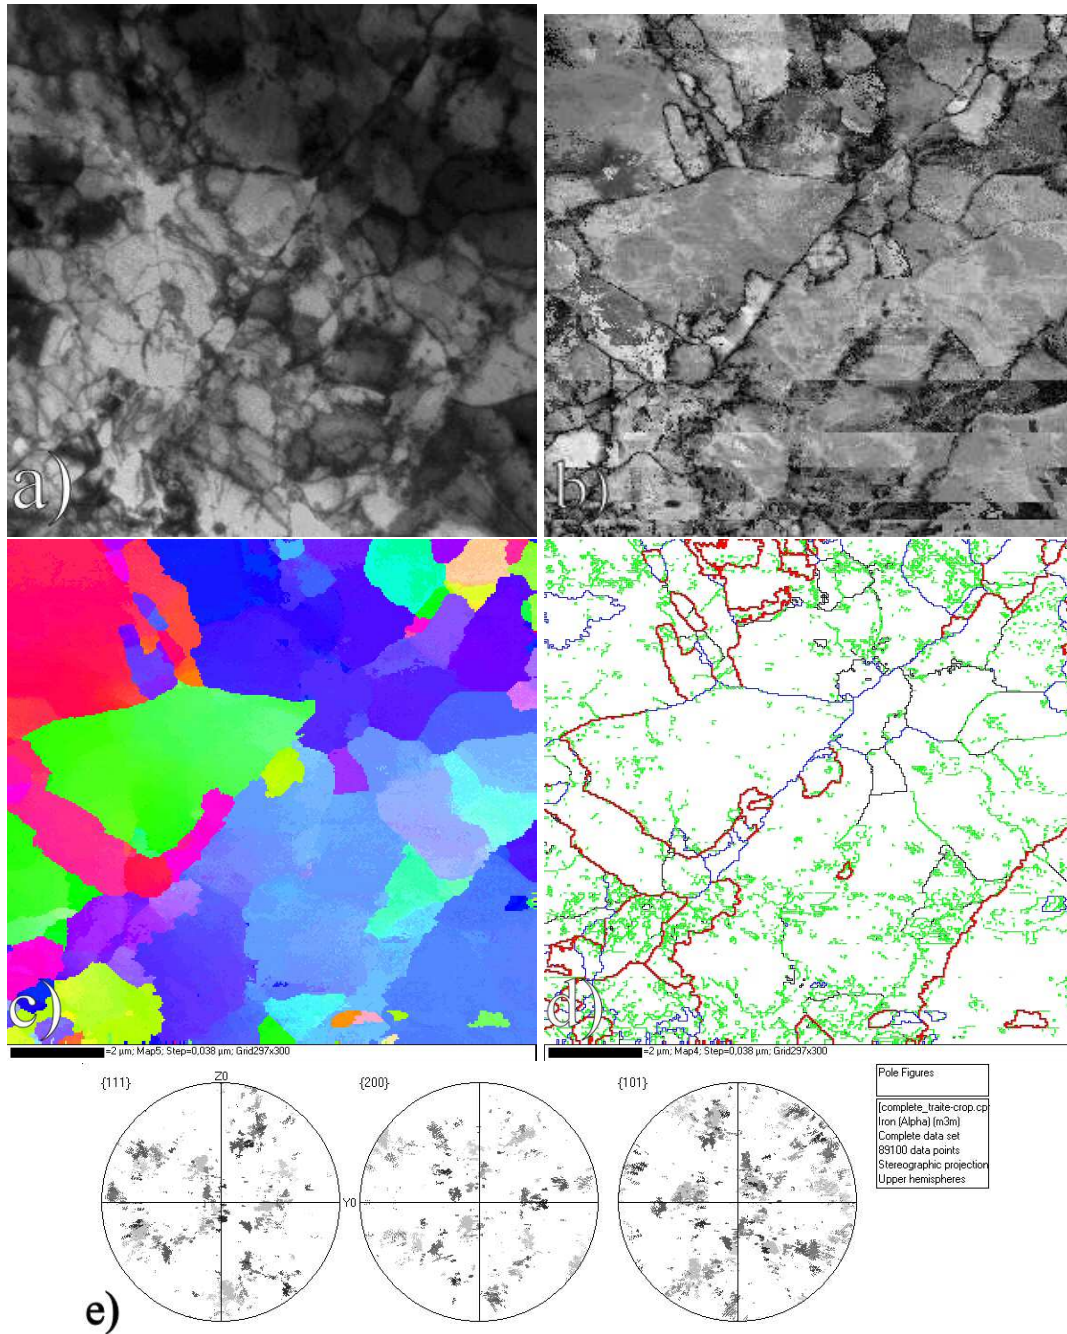 a)
b)
c)
d)
=2 µm; Map5; Step=0,038 µm; Grid297x300
=2 µm; Map4; Step=0,038 µm; Grid297x300
{111}
Z0
{200}
{101}
Y0
Pole Figures
[complete_traite-crop.cpr
Iron (Alpha) (m3m)
Complete data set
89100 data points
Stereographic projection
Upper hemispheres
e)